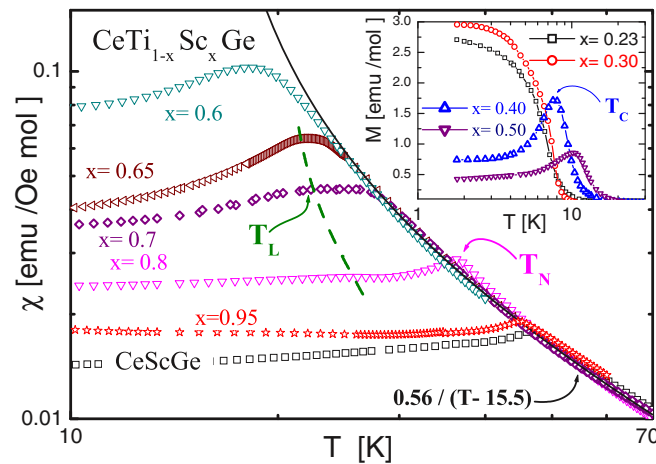 CeTi1-xScxGe
0.1
0.01
χ [emu /Oe mol]
10
70
T [K]
x= 0.6
x= 0.65
x= 0.7
x= 0.8
x=0.95
CeScGe
TL
TN
0.56 / (T- 15.5)
3.0
2.5
2.0
1.5
1.0
0.5
M [emu /mol]
1
10
T [K]
x= 0.23
x= 0.30
x= 0.40
x= 0.50
TC